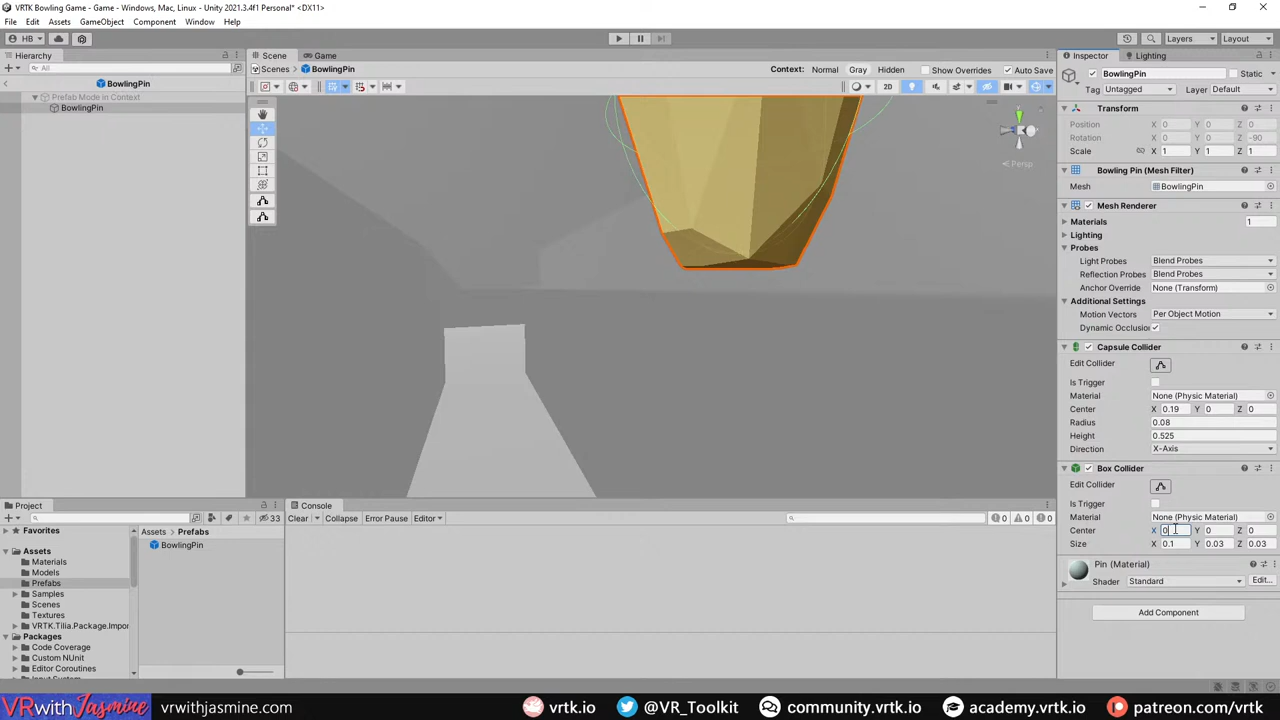 VRTK Bowling Game - Windows, Mac, Linux - Unity 2021.3.4f1 Personal* <DX11>
File Edit Assets GameObject Component Window Help
HB Layers Layout
Hierarchy Scene Game Inspector Lighting
All Scenes BowlingPin Context: Normal Gray Hidden Show Overrides Auto Save BowlingPin Static
BowlingPin 2D Tag Untagged Layer Default
Prefab Mode in Context
BowlingPin
Persp
Transform
Position X 0 Y 0 Z 0
Rotation X 0 Y 0 Z -90
Scale X 1 Y 1 Z 1
Bowling Pin (Mesh Filter)
Mesh BowlingPin
Mesh Renderer
Materials 1
Lighting
Probes
Light Probes Blend Probes
Reflection Probes Blend Probes
Anchor Override None (Transform)
Additional Settings
Motion Vectors Per Object Motion
Dynamic Occlusion
Capsule Collider
Edit Collider
Is Trigger
Material None (Physic Material)
Center X 0.19 Y 0 Z 0
Radius 0.08
Height 0.525
Direction X-Axis
Box Collider
Edit Collider
Is Trigger
Material None (Physic Material)
Center X 0 Y 0 Z 0
Size X 0.1 Y 0.03 Z 0.03
Pin (Material)
Shader Standard Edit...
Add Component
Project Console
33 Clear Collapse Error Pause Editor 0 0 0
Favorites
Assets
Materials
Models
Prefabs
Samples
Scenes
Textures
VRTK.Tilia.Package.Impor
Packages
Code Coverage
Custom NUnit
Editor Coroutines
Assets Prefabs
BowlingPin
VRwithJasmine vrwithjasmine.com vrtk.io @VR_Toolkit community.vrtk.io academy.vrtk.io patreon.com/vrtk